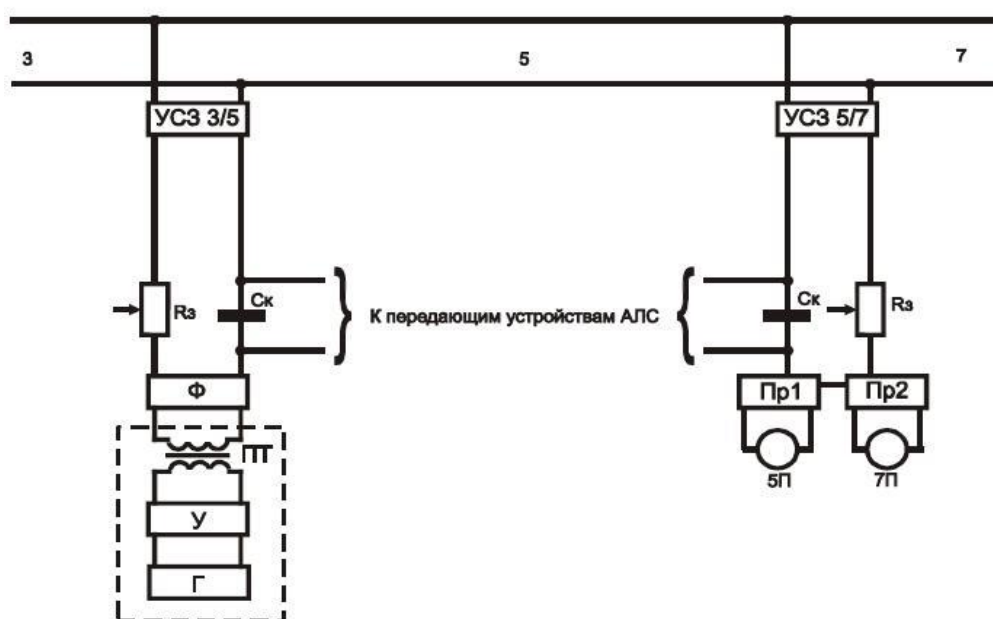 3 5 7
УСЗ 3/5 УСЗ 5/7
Rз Ск К передающим устройствам АЛС Ск Rз
Ф Пр1 Пр2
ПТ
5П 7П
У
Г